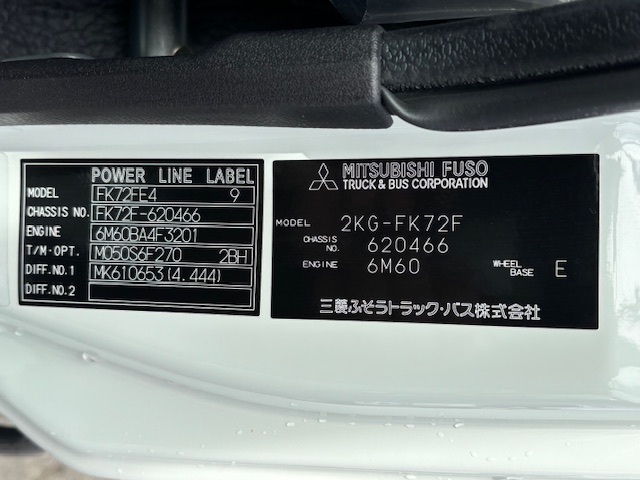 POWER LINE LABEL
MODEL FK72FE4 9
CHASSIS NO. FK72F-620466
ENGINE 6M60BA4F3201
T/M·OPT. M050S6F270 2BH
DIFF.NO.1 MK610653(4.444)
DIFF.NO.2
MITSUBISHI FUSO
TRUCK & BUS CORPORATION
MODEL 2KG-FK72F
CHASSIS 620466
ENGINE 6M60 WHEEL BASE E
三菱ふそうトラック・バス株式会社